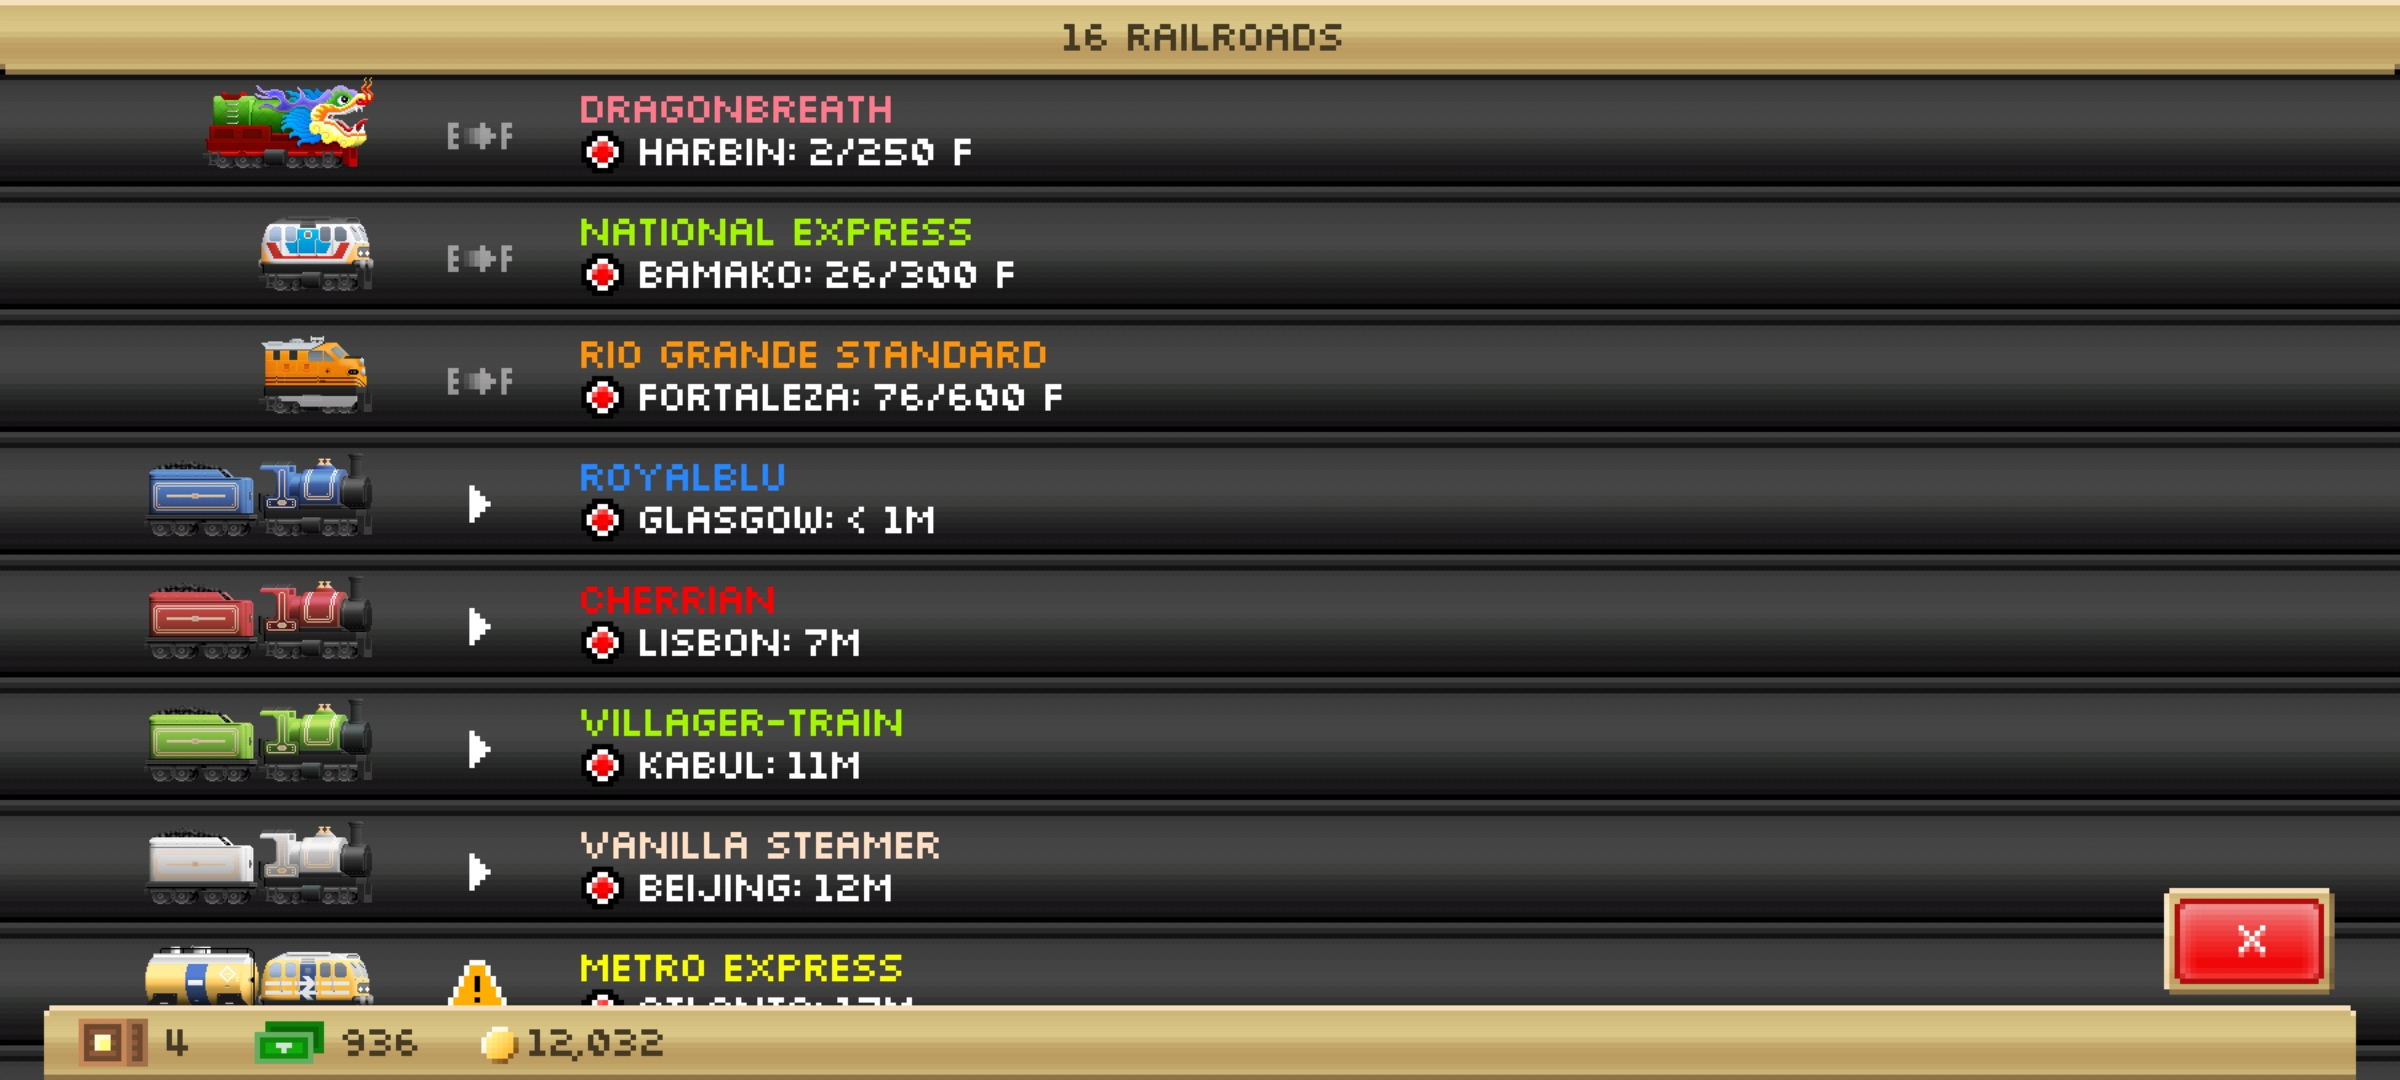 16 RAILROADS
DRAGONBREATH
E F HARBIN: 2/250 F
NATIONAL EXPRESS
E F BAMAKO: 26/300 F
RIO GRANDE STANDARD
E F FORTALEZA: 76/600 F
ROYALBLU
GLASGOW: < 1M
CHERRIAN
LISBON: 7M
VILLAGER-TRAIN
KABUL: 11M
VANILLA STEAMER
BEIJING: 12M
METRO EXPRESS
X
4 936 12,032